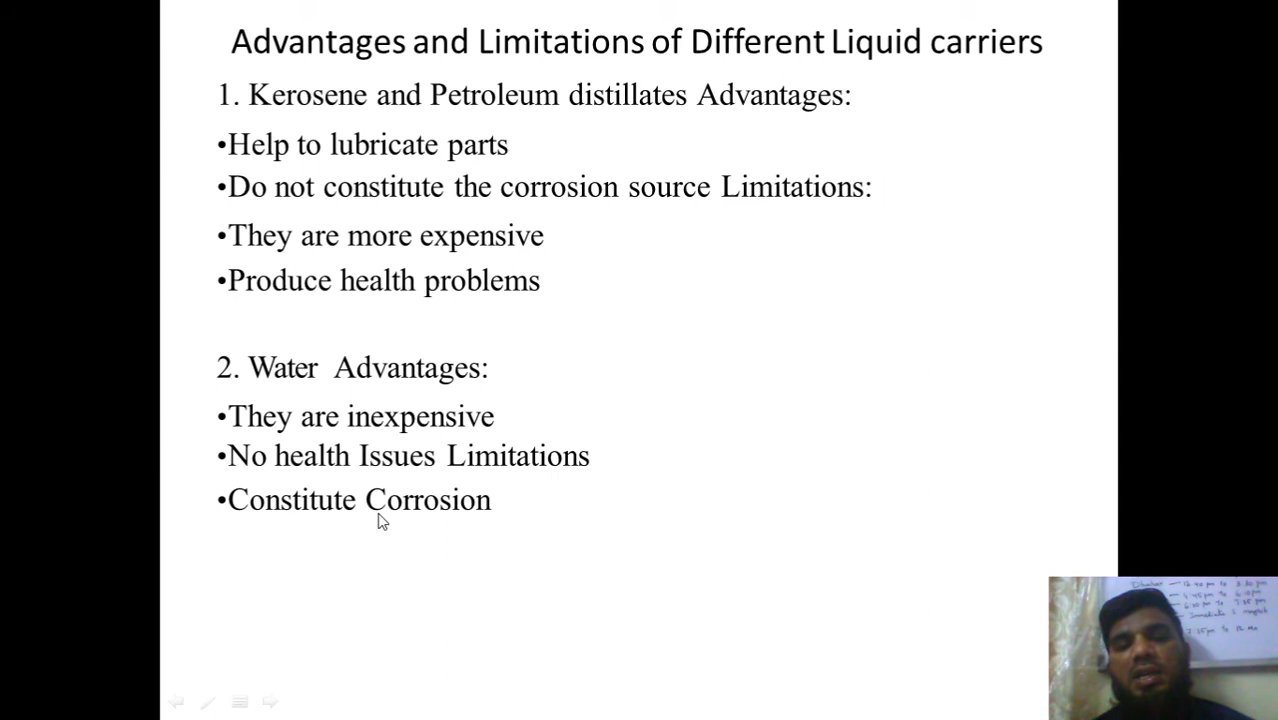 Advantages and Limitations of Different Liquid carriers
1. Kerosene and Petroleum distillates Advantages:
•Help to lubricate parts
•Do not constitute the corrosion source Limitations:
•They are more expensive
•Produce health problems
2. Water Advantages:
•They are inexpensive
•No health Issues Limitations
•Constitute Corrosion